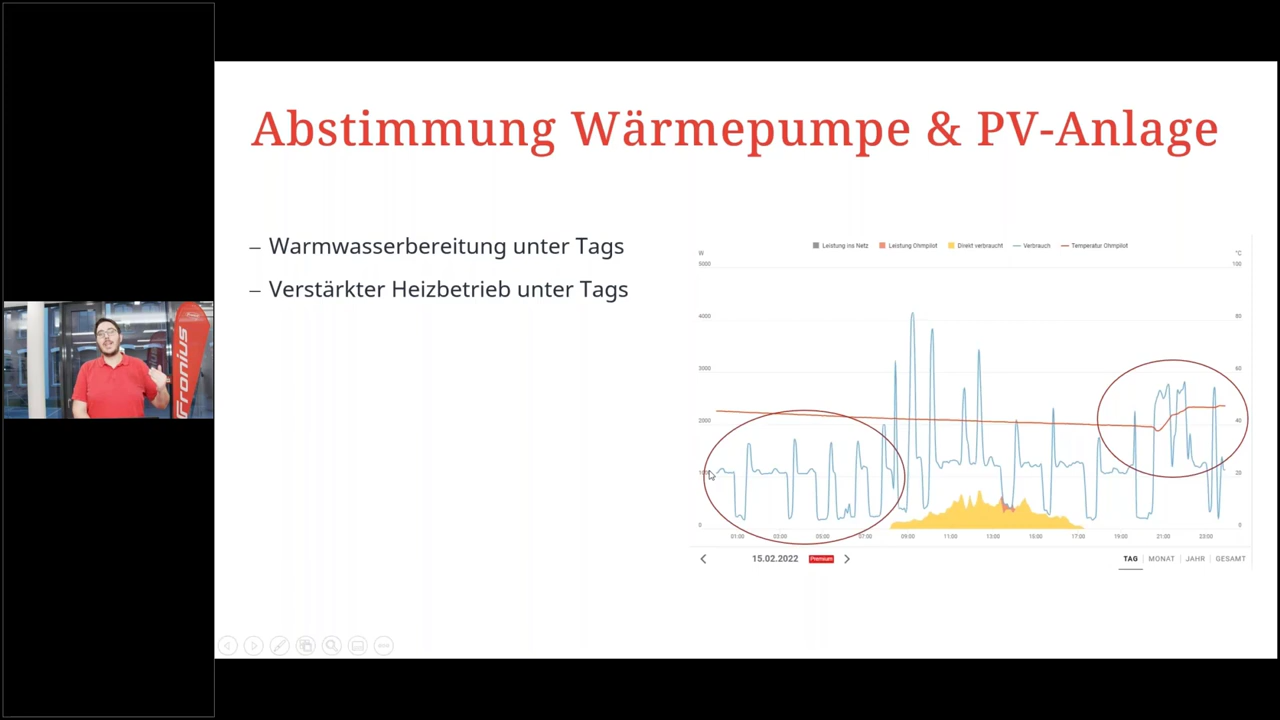 Abstimmung Wärmepumpe & PV-Anlage
– Warmwasserbereitung unter Tags
– Verstärkter Heizbetrieb unter Tags
Leistung ins Netz Leistung Ohmpilot Direkt verbraucht Verbrauch Temperatur Ohmpilot
W °C
5000 100
4000 80
3000 60
2000 40
20
0 0
01:00 03:00 05:00 07:00 09:00 11:00 13:00 15:00 17:00 19:00 21:00 23:00
15.02.2022 Premium TAG MONAT JAHR GESAMT
Fronius